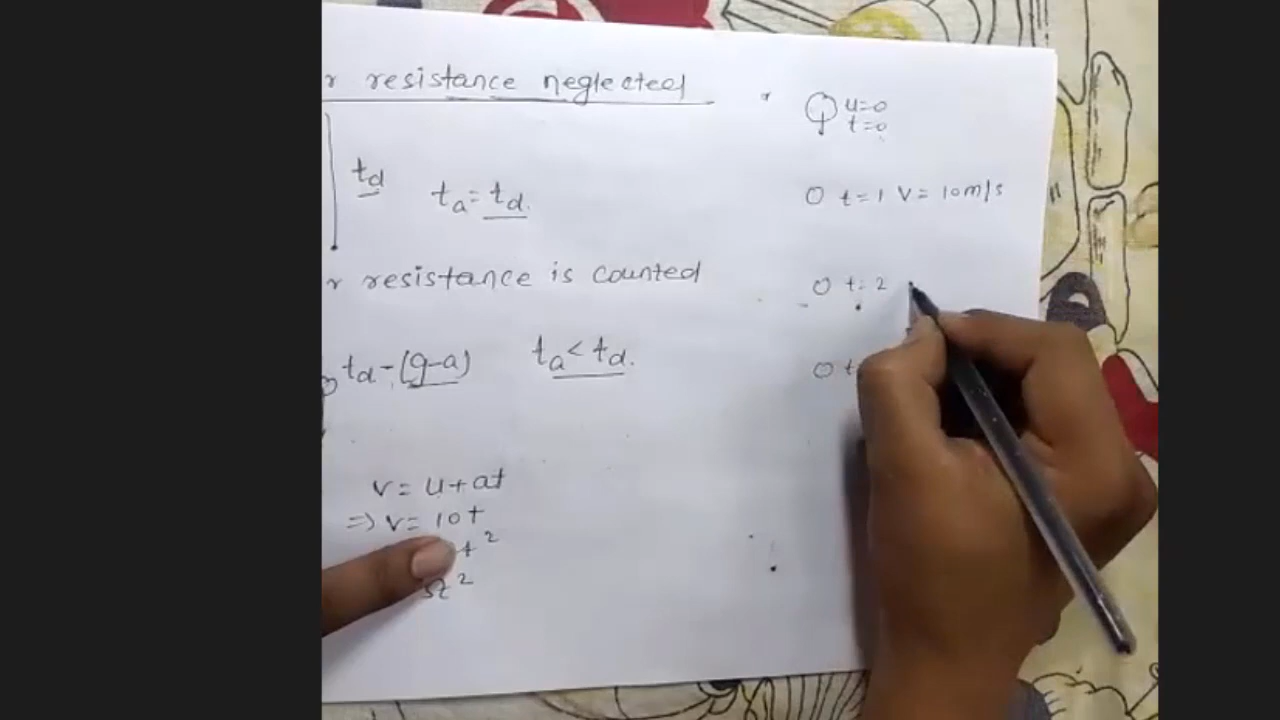 r resistance neglected
td
ta = td.
r resistance is counted
td = (g-a)
ta < td.
v = u + at
⇒ v = 10t
t²
5t²
u=0
t=0
t=1 v = 10m/s
t= 2
t